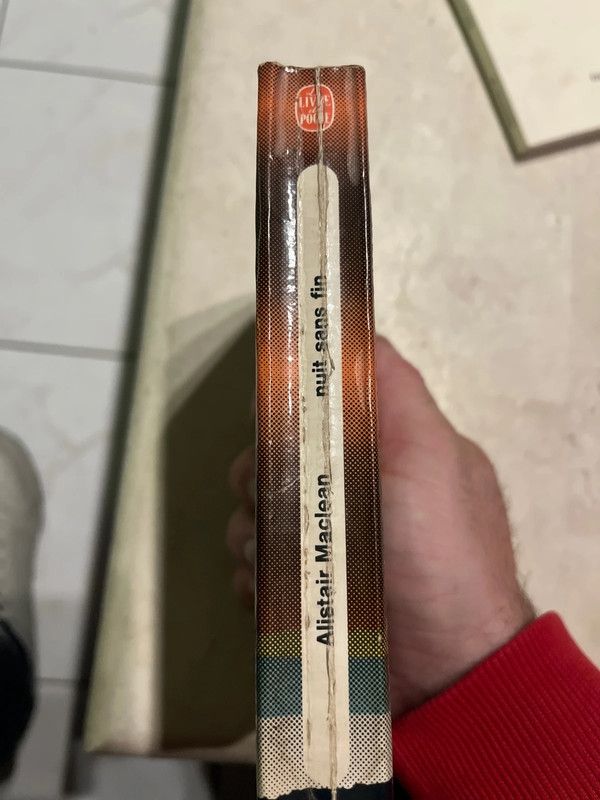 LE
LIVRE
DE
POCHE
Alistair Maclean
nuit sans fin